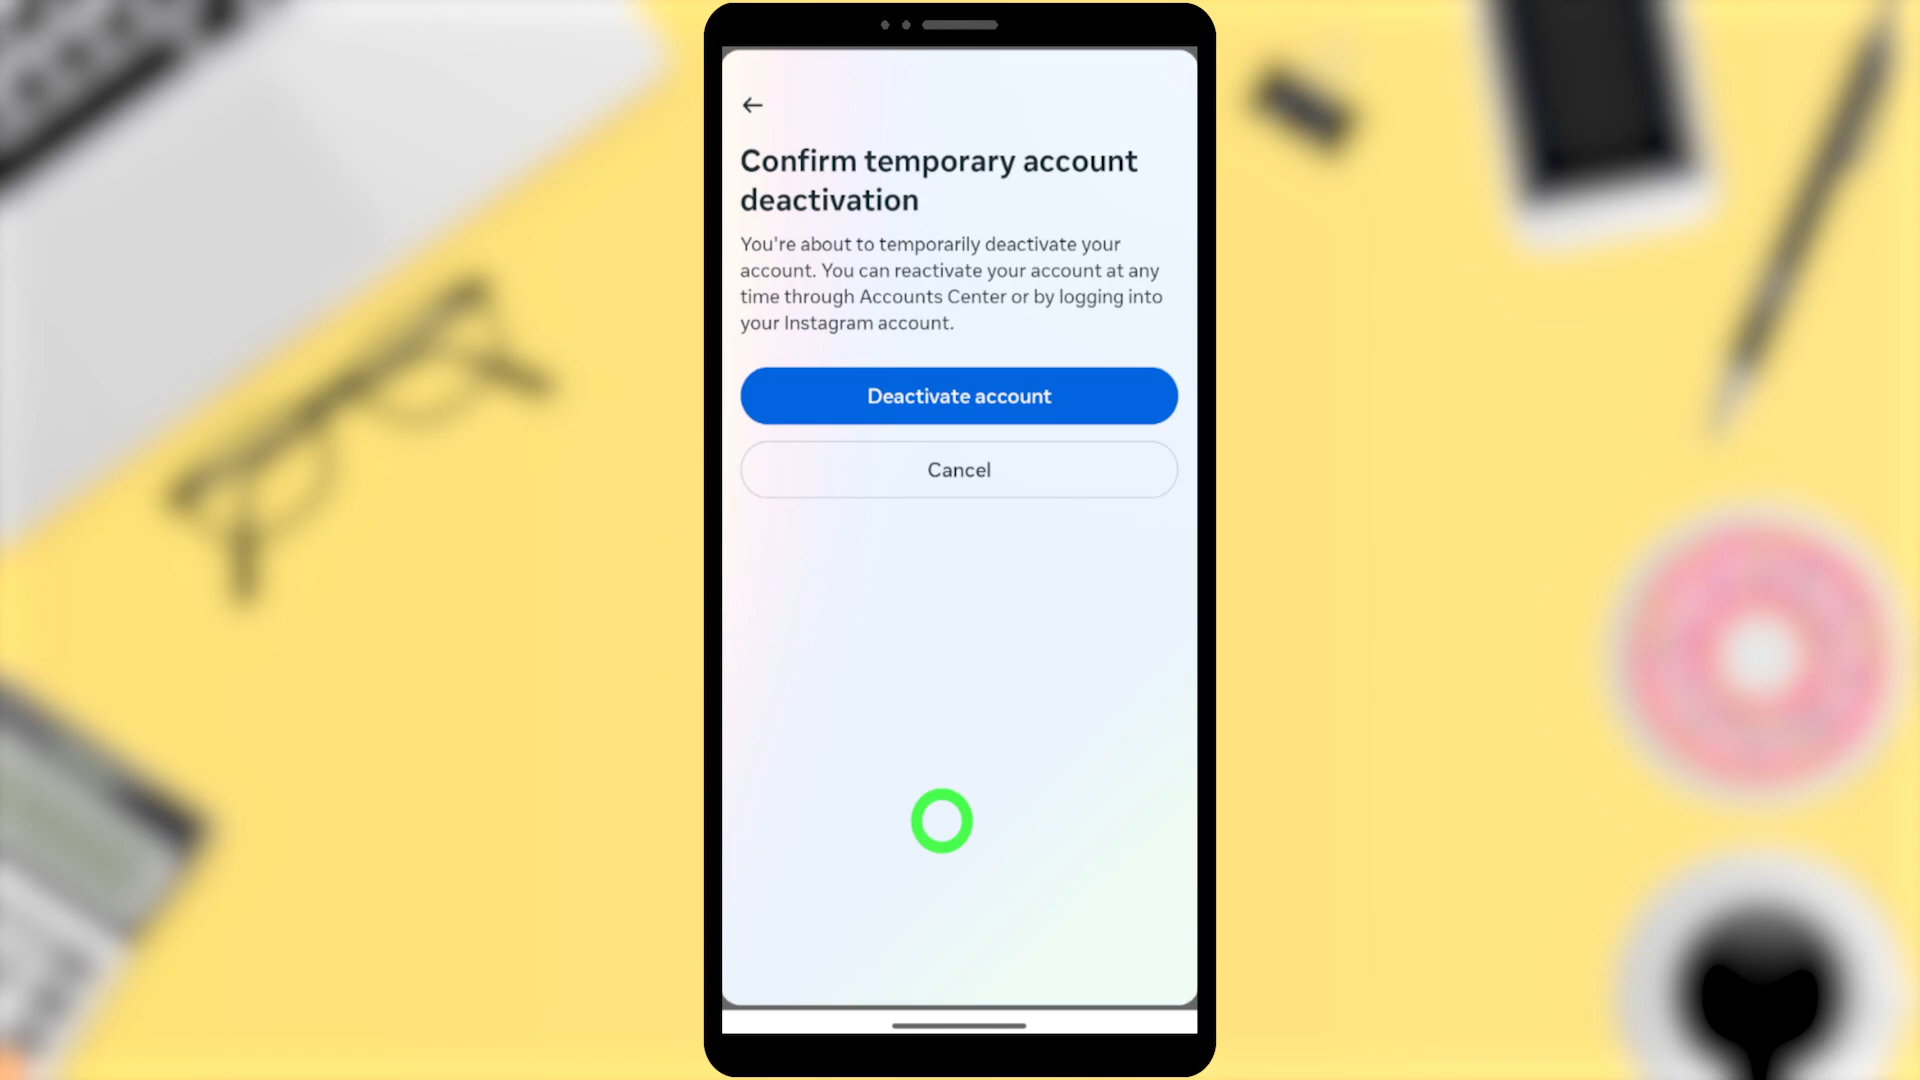 Confirm temporary account
deactivation
You're about to temporarily deactivate your
account. You can reactivate your account at any
time through Accounts Center or by logging into
your Instagram account.
Deactivate account
Cancel